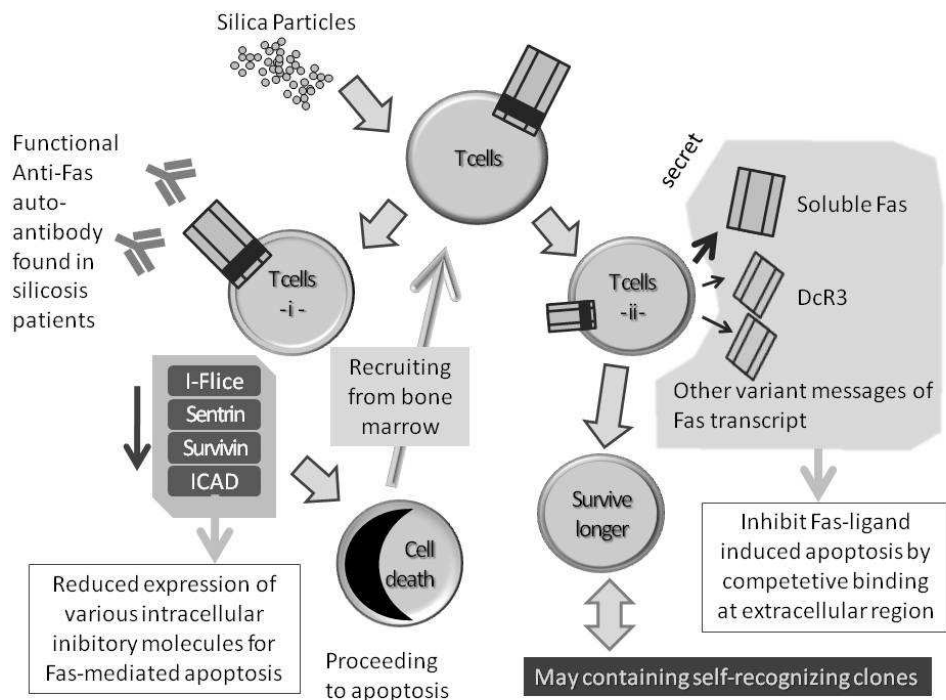 Silica Particles
T cells
Functional
Anti-Fas
auto-
antibody
found in
silicosis
patients
T cells
-i-
I-Flice
Sentrin
Survivin
ICAD
Reduced expression of
various intracellular
inibitory molecules for
Fas-mediated apoptosis
Recruiting
from bone
marrow
Cell
death
Proceeding
to apoptosis
T cells
-ii-
secret
Soluble Fas
DcR3
Other variant messages of
Fas transcript
Survive
longer
Inhibit Fas-ligand
induced apoptosis by
competetive binding
at extracellular region
May containing self-recognizing clones